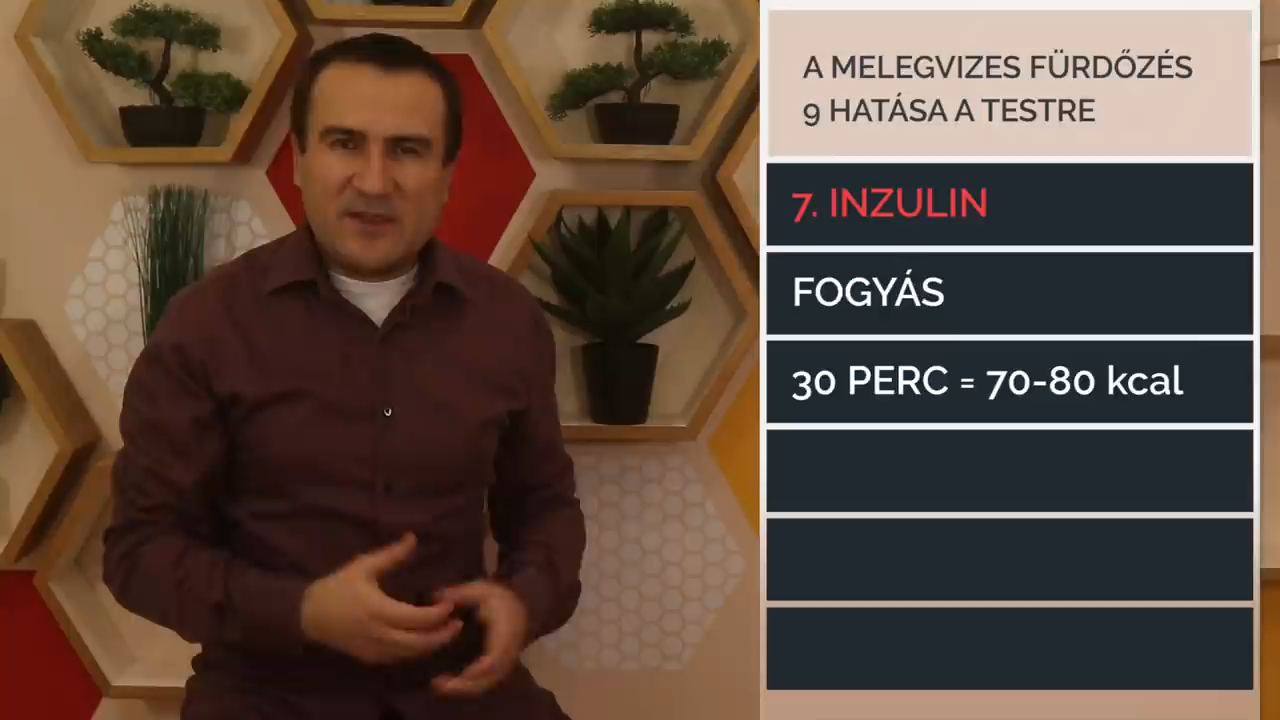 A MELEGVIZES FÜRDŐZÉS
9 HATÁSA A TESTRE
7. INZULIN
FOGYÁS
30 PERC = 70-80 kcal